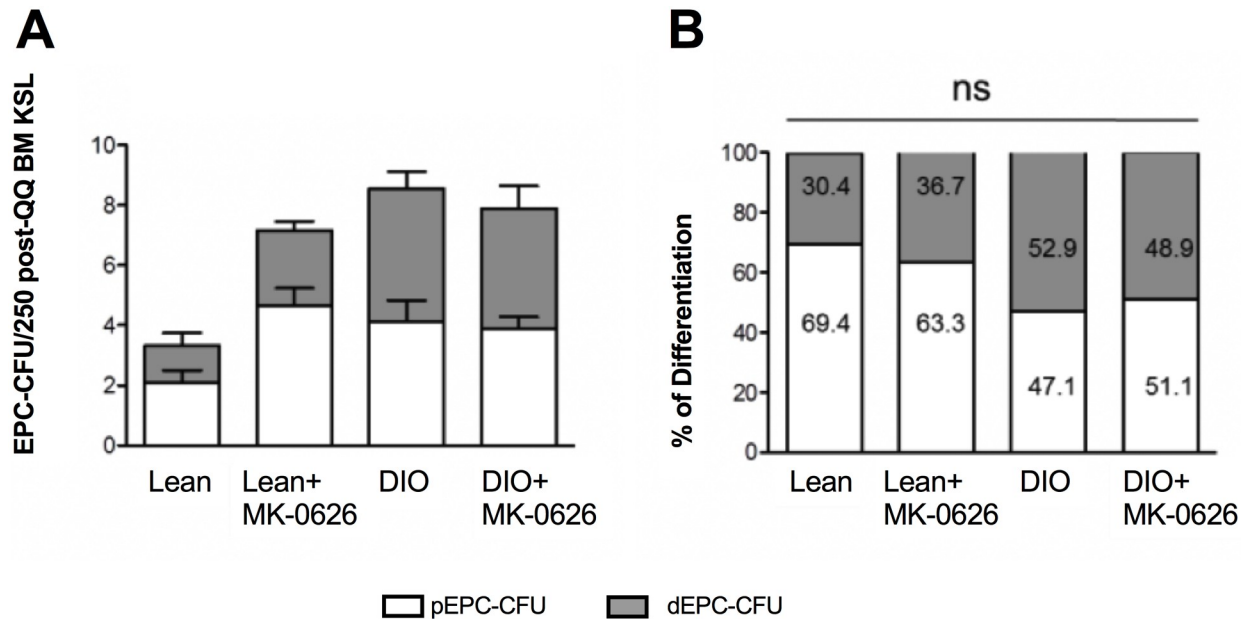 A
EPC-CFU/250 post-QQ BM KSL
10
8
6
4
2
0
Lean
Lean+
MK-0626
DIO
DIO+
MK-0626
B
ns
% of Differentiation
100
80
60
40
20
0
30.4
36.7
52.9
48.9
69.4
63.3
47.1
51.1
Lean
Lean+
MK-0626
DIO
DIO+
MK-0626
pEPC-CFU
dEPC-CFU